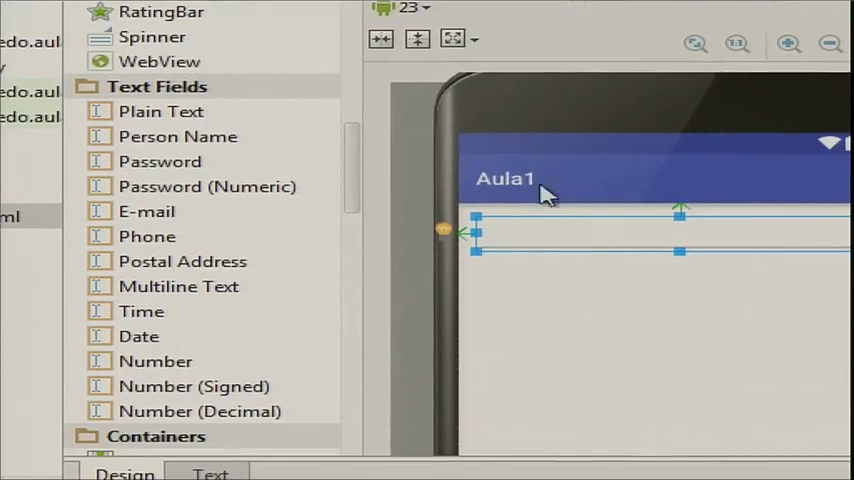 RatingBar
23
Spinner
WebView
edo.aul
Text Fields
y
edo.aul
Plain Text
edo.aul
Person Name
Password
Aula1
Password (Numeric)
ml
E-mail
Phone
Postal Address
Multiline Text
Time
Date
Number
Number (Signed)
Number (Decimal)
Containers
Design
Text